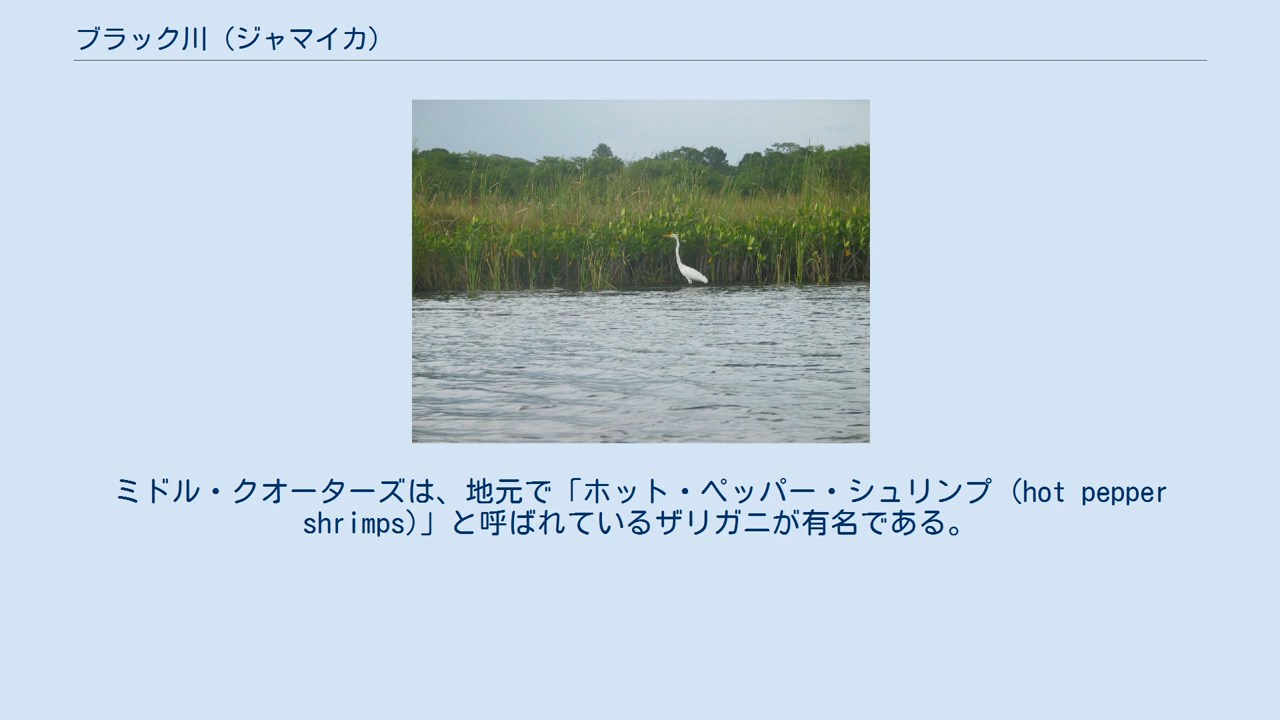 ブラック川（ジャマイカ）
ミドル・クオーターズは、地元で「ホット・ペッパー・シュリンプ（hot pepper
shrimps)」と呼ばれているザリガニが有名である。